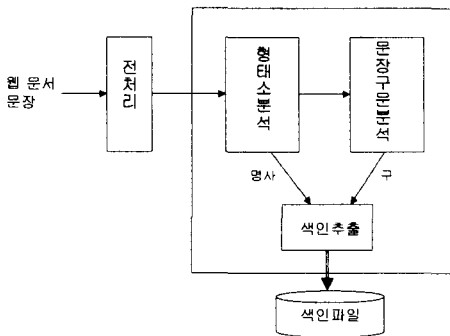 웹 문서
문장
전처리
형태소분석
문장구문분석
명사
구
색인추출
색인파일